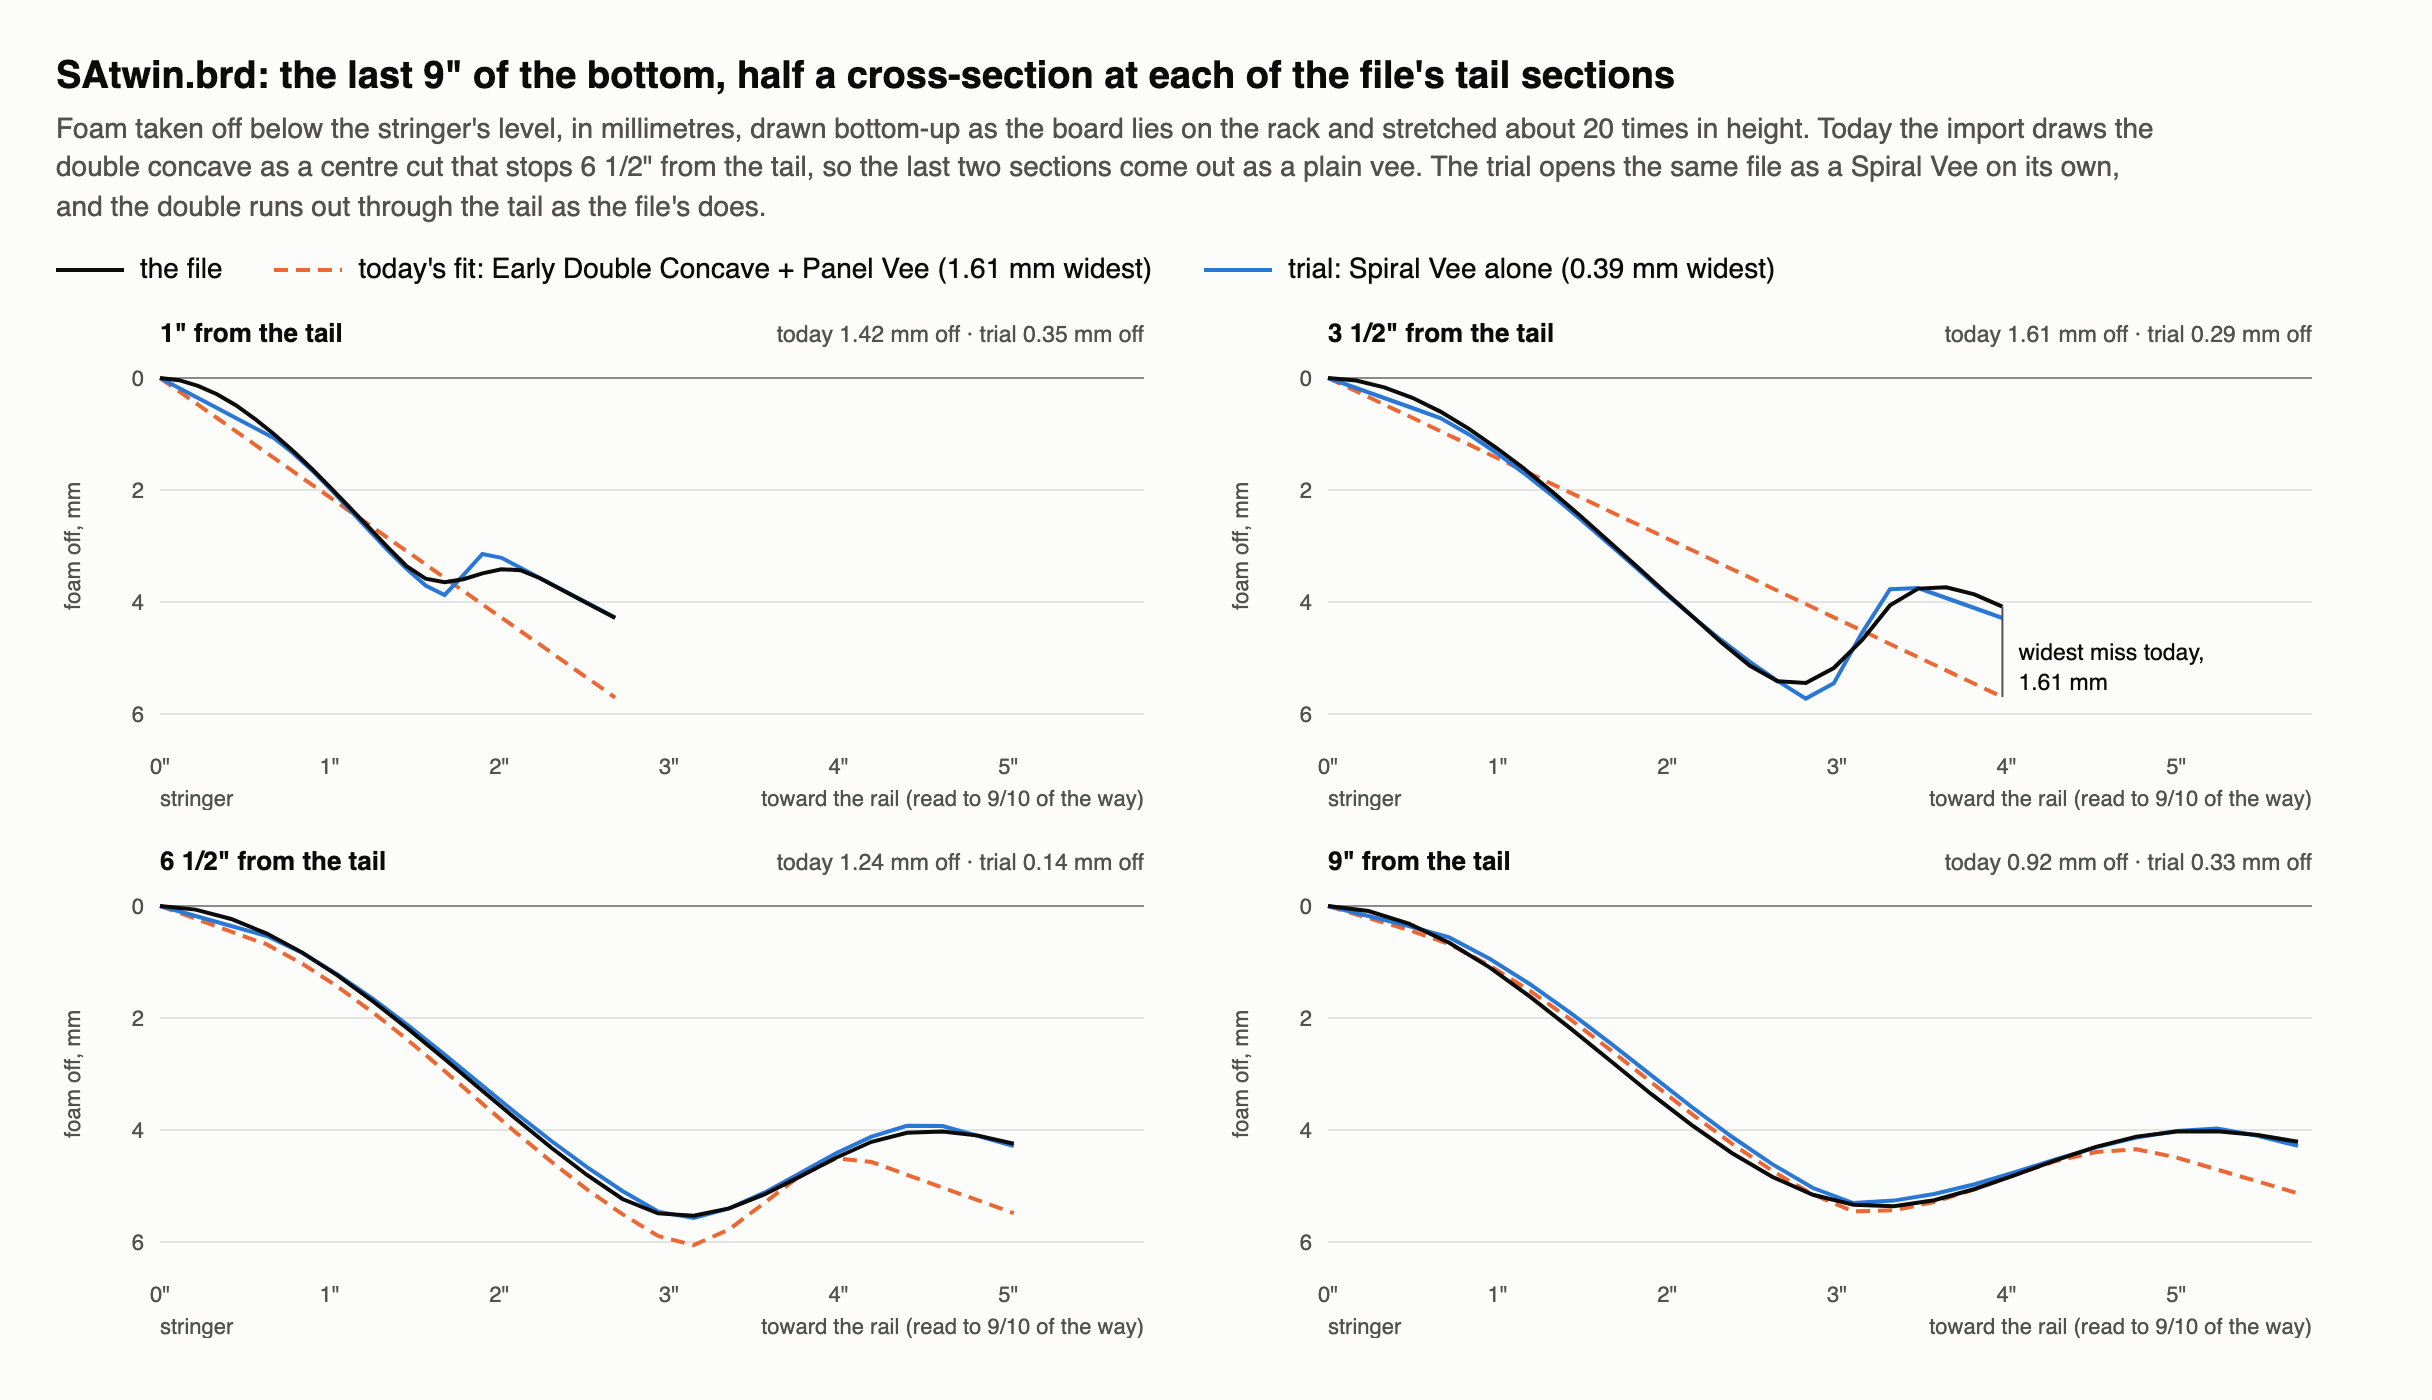 SAtwin.brd: the last 9" of the bottom, half a cross-section at each of the file's tail sections
Foam taken off below the stringer's level, in millimetres, drawn bottom-up as the board lies on the rack and stretched about 20 times in height. Today the import draws the
double concave as a centre cut that stops 6 1/2" from the tail, so the last two sections come out as a plain vee. The trial opens the same file as a Spiral Vee on its own,
and the double runs out through the tail as the file's does.
the file
today's fit: Early Double Concave + Panel Vee (1.61 mm widest)
trial: Spiral Vee alone (0.39 mm widest)
1" from the tail
today 1.42 mm off · trial 0.35 mm off
0
2
4
6
foam off, mm
0" 1" 2" 3" 4" 5"
stringer
toward the rail (read to 9/10 of the way)
3 1/2" from the tail
today 1.61 mm off · trial 0.29 mm off
0
2
4
6
foam off, mm
widest miss today,
1.61 mm
0" 1" 2" 3" 4" 5"
stringer
toward the rail (read to 9/10 of the way)
6 1/2" from the tail
today 1.24 mm off · trial 0.14 mm off
0
2
4
6
foam off, mm
0" 1" 2" 3" 4" 5"
stringer
toward the rail (read to 9/10 of the way)
9" from the tail
today 0.92 mm off · trial 0.33 mm off
0
2
4
6
foam off, mm
0" 1" 2" 3" 4" 5"
stringer
toward the rail (read to 9/10 of the way)